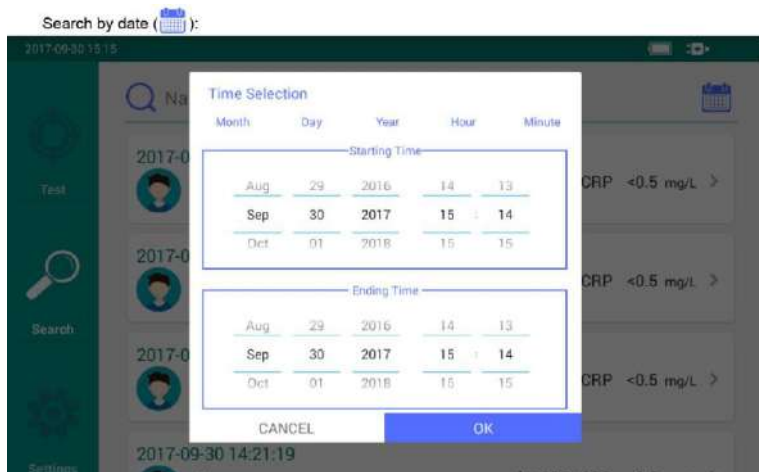 Search by date ( ):
2017-09-30 15:15
Na
Time Selection
Month Day Year Hour Minute
Starting Time
Aug 29 2016 14 13
Sep 30 2017 15 : 14
Oct 01 2018 16 15
Ending Time
Aug 29 2016 14 13
Sep 30 2017 15 : 14
Oct 01 2018 16 15
CANCEL OK
Test
Search
Settings
2017-0
CRP <0.5 mg/L >
2017-0
CRP <0.5 mg/L >
2017-0
CRP <0.5 mg/L >
2017-09-30 14:21:19